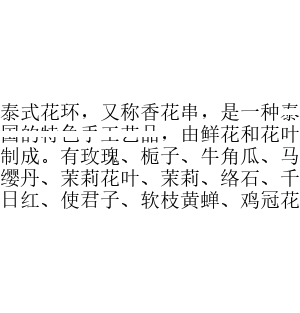 泰式花环，又称香花串，是一种泰
国的特色手工艺品，由鲜花和花叶
制成。有玫瑰、栀子、牛角瓜、马
缨丹、茉莉花叶、茉莉、络石、千
日红、使君子、软枝黄蝉、鸡冠花